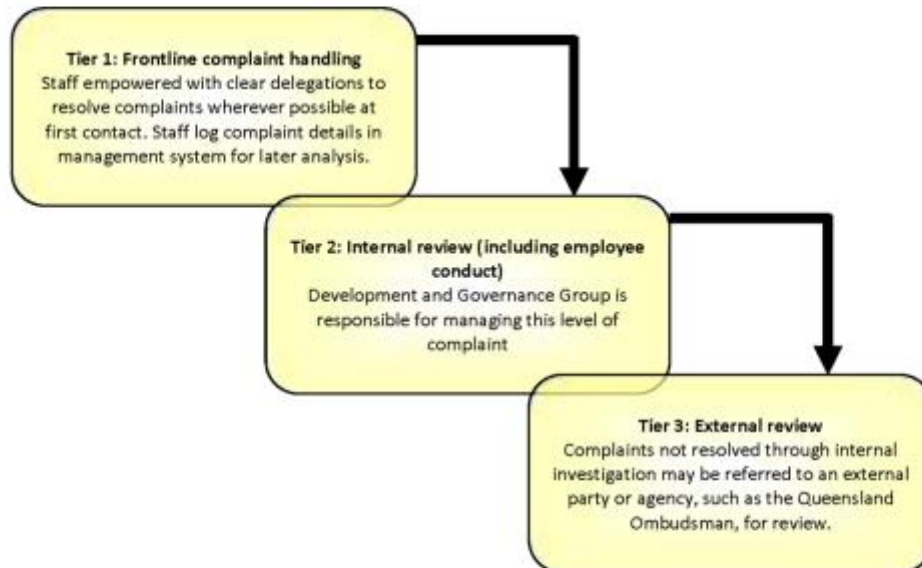 Tier 1: Frontline complaint handling
Staff empowered with clear delegations to
resolve complaints wherever possible at
first contact. Staff log complaint details in
management system for later analysis.
Tier 2: Internal review (including employee
conduct)
Development and Governance Group is
responsible for managing this level of
complaint
Tier 3: External review
Complaints not resolved through internal
investigation may be referred to an external
party or agency, such as the Queensland
Ombudsman, for review.